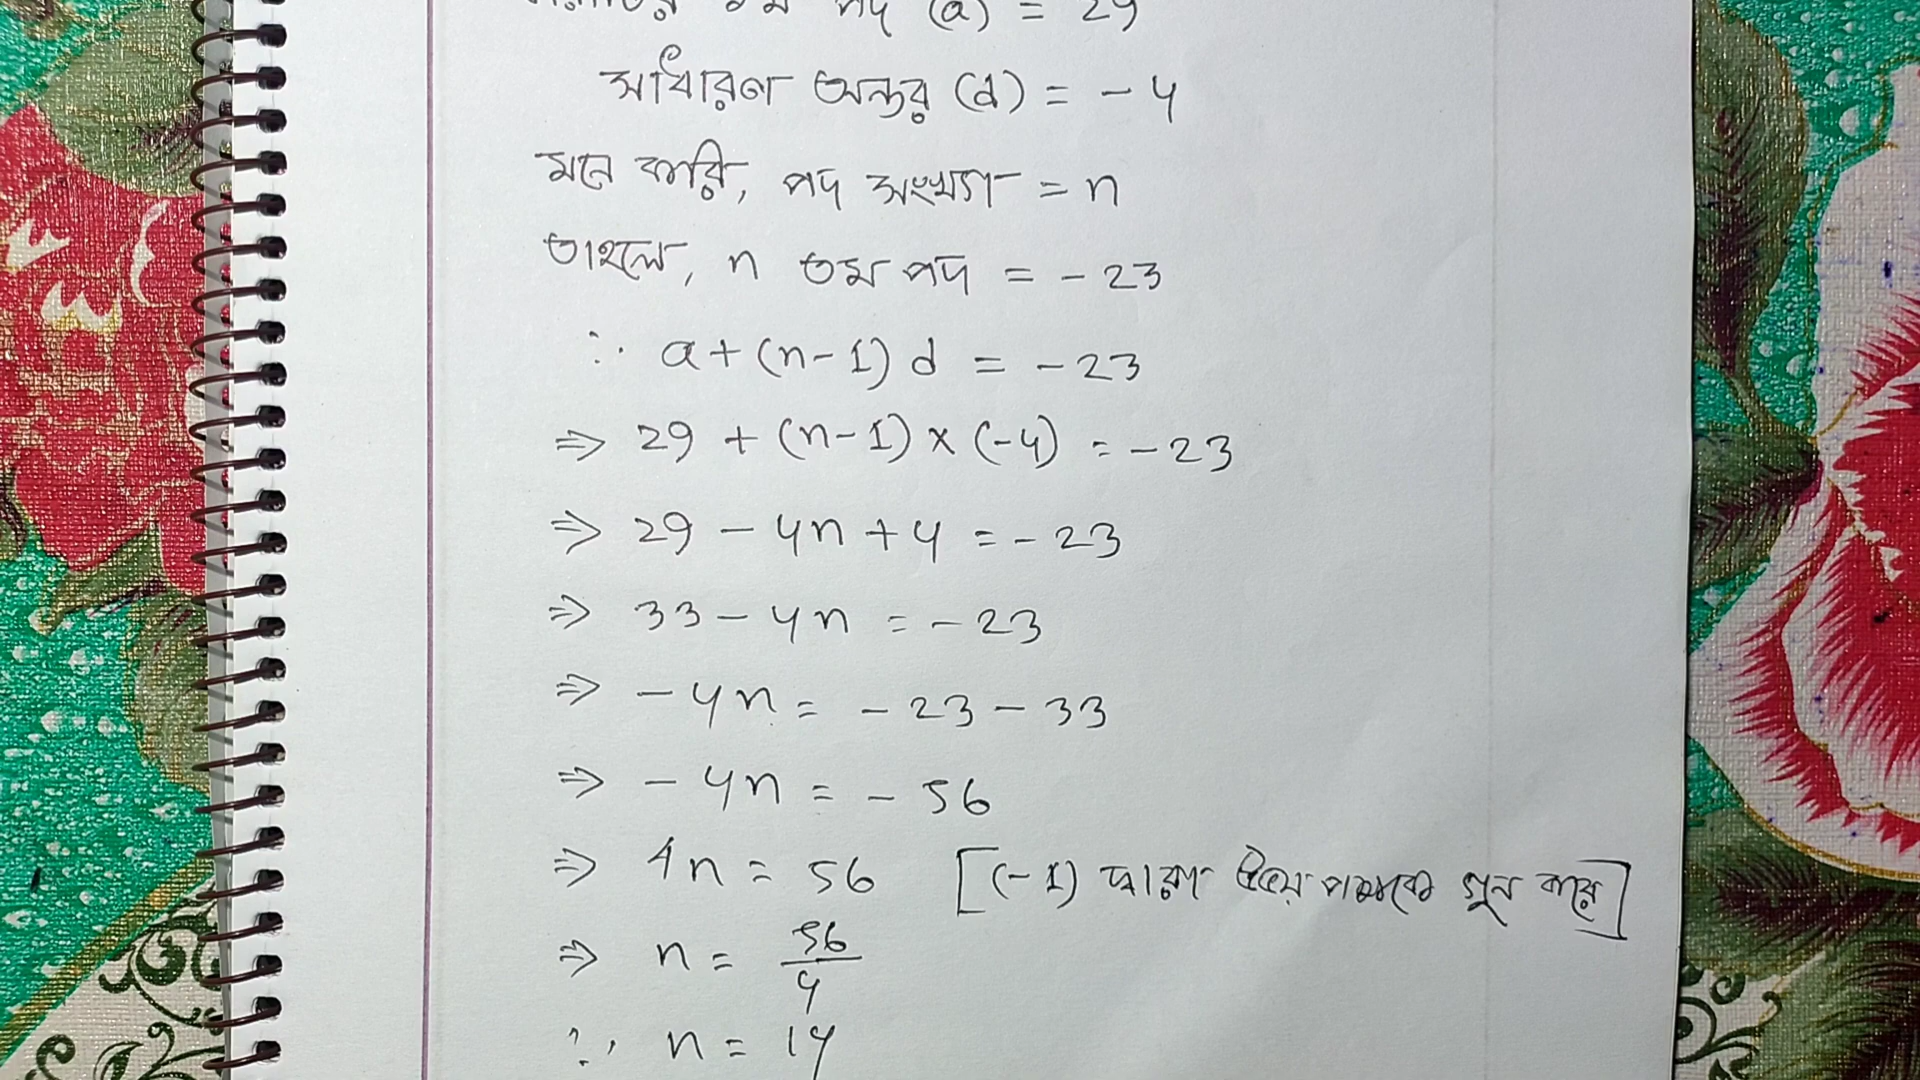 পদ (a) = 29
সাধারণ অন্তর (d) = - 4
মনে করি, পদ সংখ্যা = n
তাহলে, n তম পদ = - 23
∴ a + (n - 1) d = - 23
⇒ 29 + (n - 1) × (- 4) = - 23
⇒ 29 - 4n + 4 = - 23
⇒ 33 - 4n = - 23
⇒ - 4n = - 23 - 33
⇒ - 4n = - 56
⇒ 4n = 56 [(- 1) দ্বারা উভয় পক্ষকে গুন করে]
⇒ n = 56/4
∴ n = 14